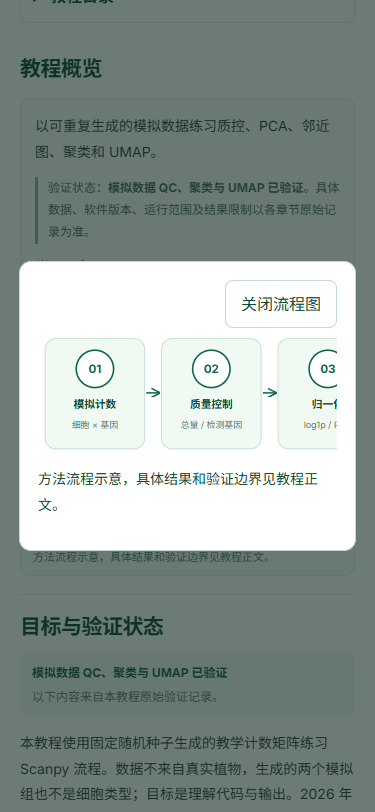 教程概览
以可重复生成的模拟数据练习质控、PCA、邻近
图、聚类和 UMAP。
验证状态：模拟数据 QC、聚类与 UMAP 已验证。具体
数据、软件版本、运行范围及结果限制以各章节原始记
录为准。
关闭流程图
01
02
03
模拟计数
质量控制
归一
细胞 × 基因
总量 / 检测基因
log1p /
方法流程示意，具体结果和验证边界见教程正
文。
方法流程示意，具体结果和验证边界见教程正文。
目标与验证状态
模拟数据 QC、聚类与 UMAP 已验证
以下内容来自本教程原始验证记录。
本教程使用固定随机种子生成的教学计数矩阵练习
Scanpy 流程。数据不来自真实植物，生成的两个模拟
组也不是细胞类型；目标是理解代码与输出。2026 年